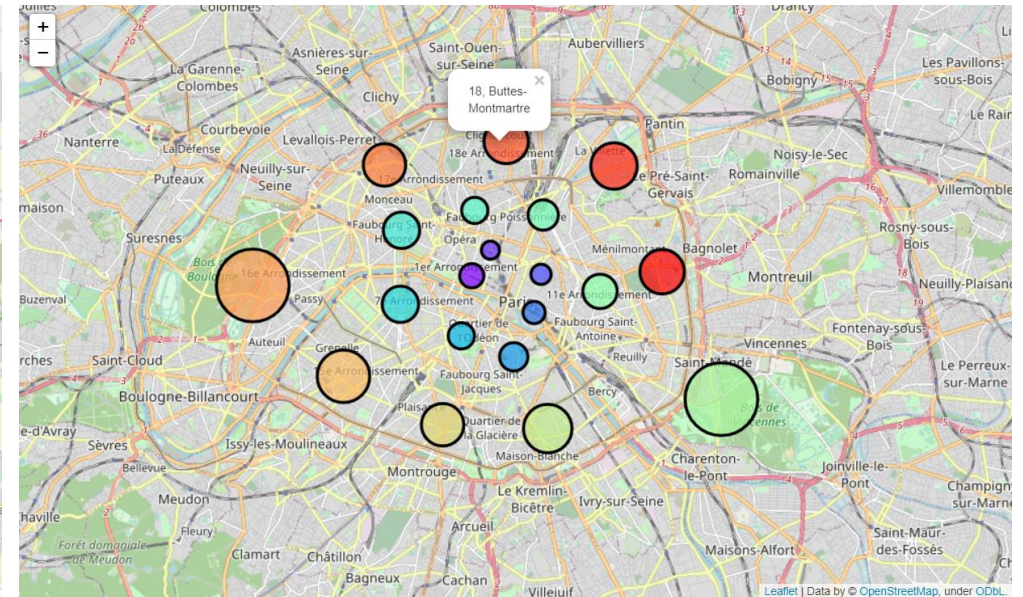 Colombes
Drancy
Asnières-sur-
Seine
Saint-Ouen-
sur-Seine
Aubervilliers
Les Pavillons-
sous-Bois
La Garenne-
Colombes
Bobigny
Clichy
18, Buttes-
Montmartre
×
+
−
Courbevoie
Levallois-Perret
Pantin
Nanterre
La Défense
Neuilly-sur-
Seine
Puteaux
18e Arrondissement
La Villette
Le Pré-Saint-
Gervais
Noisy-le-Sec
Romainville
Villemomble
17e Arrondissement
Monceau
Faubourg Poissonnière
Faubourg Saint-
Honoré
Opéra
Suresnes
Rosny-sous-
Bois
Ménilmontant
Bagnolet
Bois de
Boulogne
16e Arrondissement
1er Arrondissement
Montreuil
Neuilly-Plaisance
Buzenval
Passy
7e Arrondissement
Paris
11e Arrondissement
Quartier de
l'Odéon
Faubourg Saint-
Antoine
Fontenay-sous-
Bois
Auteuil
Grenelle
Reuilly
Vincennes
Saint-Cloud
15e Arrondissement
Faubourg Saint-
Jacques
Saint-Mandé
Le Perreux-
sur-Marne
Boulogne-Billancourt
Bercy
Plaisance
Quartier de
la Glacière
Bois de
Vincennes
Sèvres
Issy-les-Moulineaux
Maison-Blanche
Bellevue
Montrouge
Charenton-
le-Pont
Joinville-le-
Pont
Meudon
Le Kremlin-
Bicêtre
Ivry-sur-Seine
Champigny-
sur-Marne
Fleury
Arcueil
Saint-Maur-
des-Fossés
Forêt domaniale
de Meudon
Clamart
Châtillon
Maisons-Alfort
Bagneux
Cachan
Villejuif
Leaflet | Data by © OpenStreetMap, under ODbL.